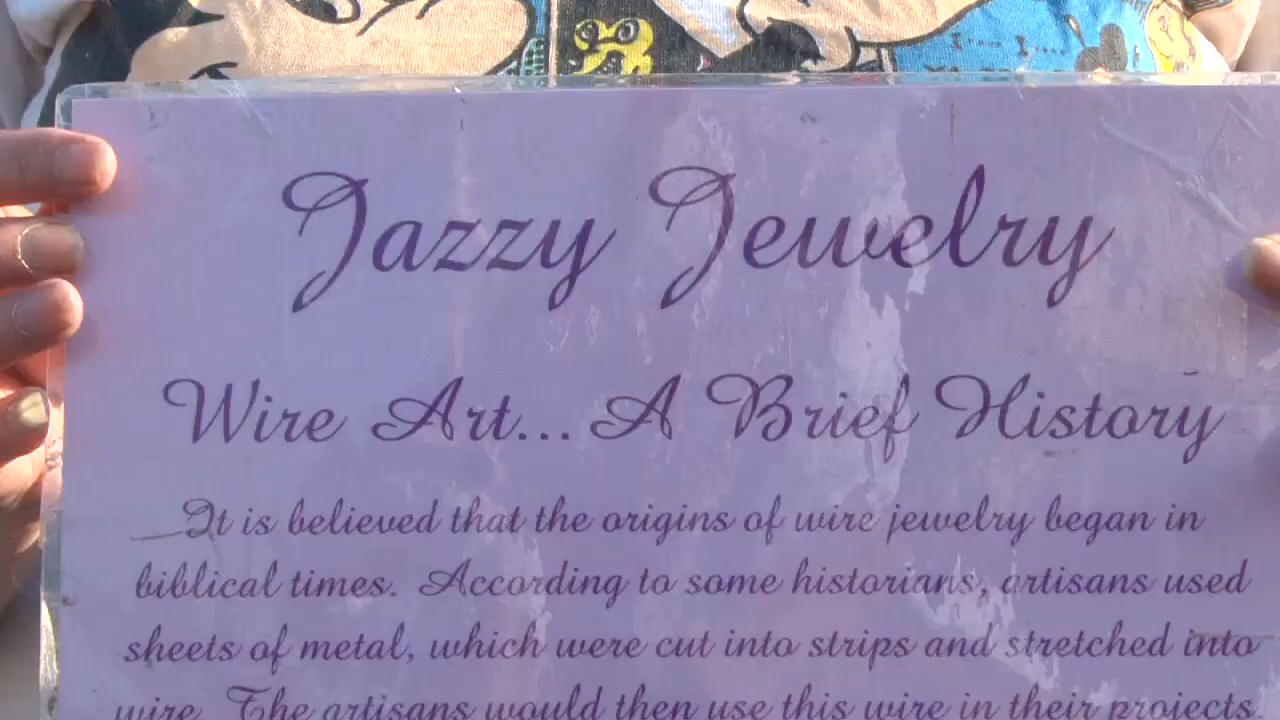 Jazzy Jewelry
Wire Art... A Brief History
It is believed that the origins of wire jewelry began in
biblical times. According to some historians, artisans used
sheets of metal, which were cut into strips and stretched into
wire. The artisans would then use this wire in their projects.